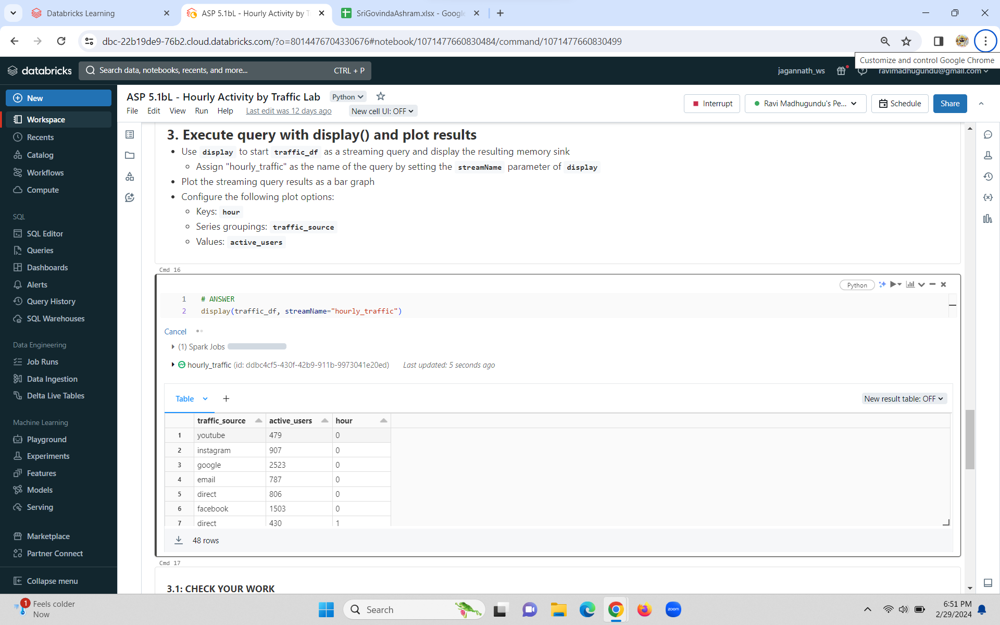 Databricks Learning
ASP 5.1bL - Hourly Activity by T
SriGovindaAshram.xlsx - Google
dbc-22b19de9-76b2.cloud.databricks.com/?o=8014476704330676#notebook/1071477660830484/command/1071477660830499
Customize and control Google Chrome
databricks
Search data, notebooks, recents, and more...
CTRL + P
jagannath_ws
ravimadhugundu@gmail.com
New
Workspace
Recents
Catalog
Workflows
Compute
SQL
SQL Editor
Queries
Dashboards
Alerts
Query History
SQL Warehouses
Data Engineering
Job Runs
Data Ingestion
Delta Live Tables
Machine Learning
Playground
Experiments
Features
Models
Serving
Marketplace
Partner Connect
Collapse menu
ASP 5.1bL - Hourly Activity by Traffic Lab
Python
File Edit View Run Help Last edit was 12 days ago New cell UI: OFF
Interrupt
Ravi Madhugundu's Pe...
Schedule
Share
3. Execute query with display() and plot results
• Use display to start traffic_df as a streaming query and display the resulting memory sink
Assign "hourly_traffic" as the name of the query by setting the streamName parameter of display
• Plot the streaming query results as a bar graph
• Configure the following plot options:
Keys: hour
Series groupings: traffic_source
Values: active_users
Cmd 16
Python
1 # ANSWER
2 display(traffic_df, streamName="hourly_traffic")
Cancel
(1) Spark Jobs
hourly_traffic (id: ddbc4cf5-430f-42b9-911b-9973041e20ed) Last updated: 5 seconds ago
Table
New result table: OFF
traffic_source active_users hour
1 youtube 479 0
2 instagram 907 0
3 google 2523 0
4 email 787 0
5 direct 806 0
6 facebook 1503 0
7 direct 430 1
48 rows
Cmd 17
3.1: CHECK YOUR WORK
1
Feels colder
Now
Search
zoom
6:51 PM
2/29/2024